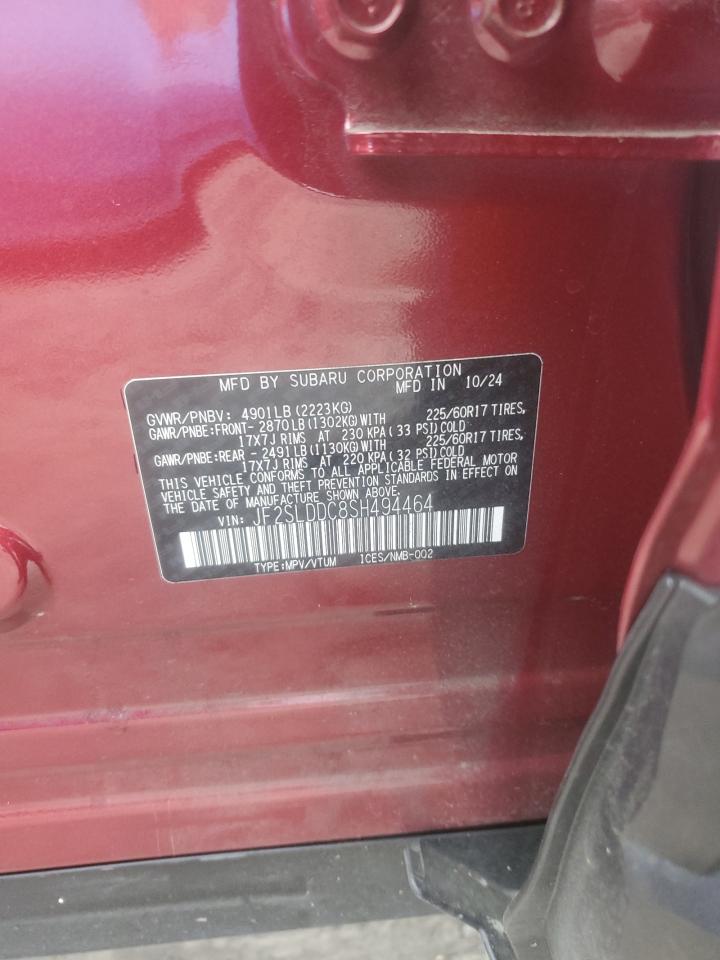 MFD BY SUBARU CORPORATION
MFD IN 10/24
GVWR/PNBV: 4901LB(2223KG)
GAWR/PNBE:FRONT- 2870LB(1302KG)WITH 225/60R17 TIRES,
17X7J RIMS AT 230 KPA(33 PSI)COLD
GAWR/PNBE:REAR - 2491LB(1130KG)WITH 225/60R17 TIRES,
17X7J RIMS AT 220 KPA(32 PSI)COLD
THIS VEHICLE CONFORMS TO ALL APPLICABLE FEDERAL MOTOR
VEHICLE SAFETY AND THEFT PREVENTION STANDARDS IN EFFECT ON
THE DATE OF MANUFACTURE SHOWN ABOVE.
VIN: JF2SLDDC8SH494464
TYPE:MPV/VTUM ICES/NMB-002